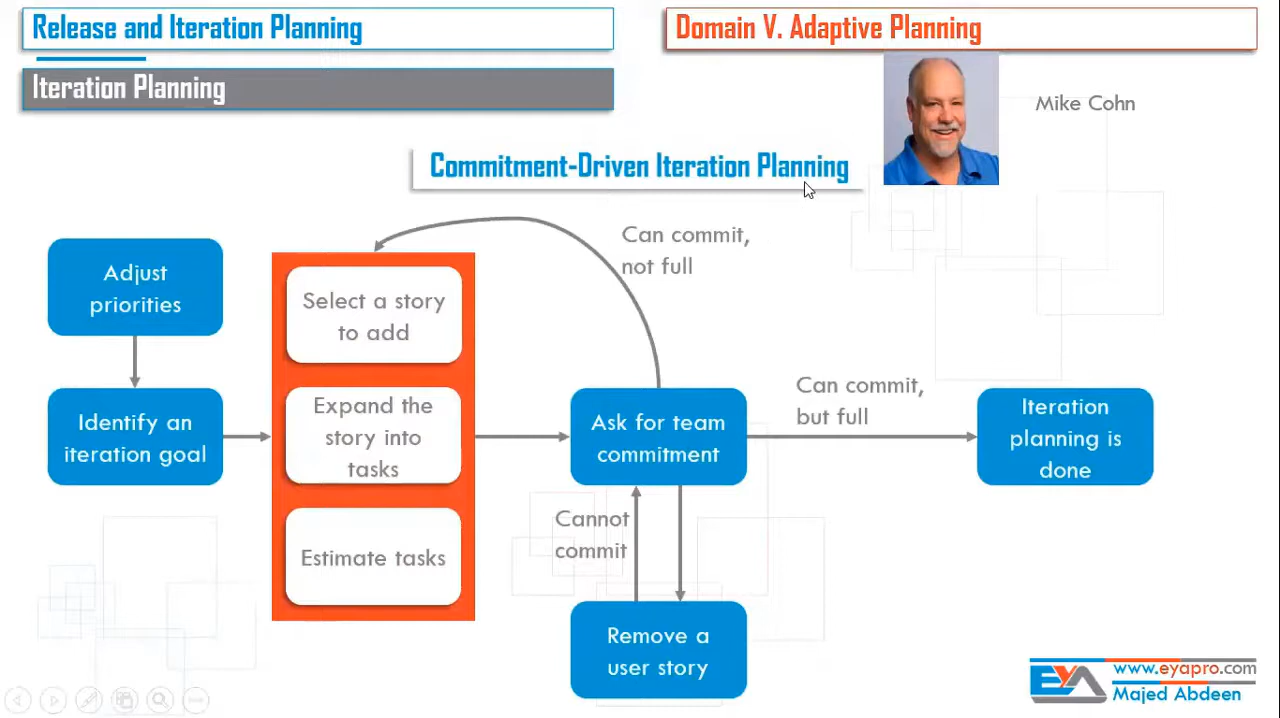 Release and Iteration Planning
Domain V. Adaptive Planning
Iteration Planning
Mike Cohn
Commitment-Driven Iteration Planning
Can commit,
not full
Adjust
priorities
Select a story
to add
Identify an
iteration goal
Expand the
story into
tasks
Ask for team
commitment
Can commit,
but full
Iteration
planning is
done
Cannot
commit
Estimate tasks
Remove a
user story
EYA
www.eyapro.com
Majed Abdeen